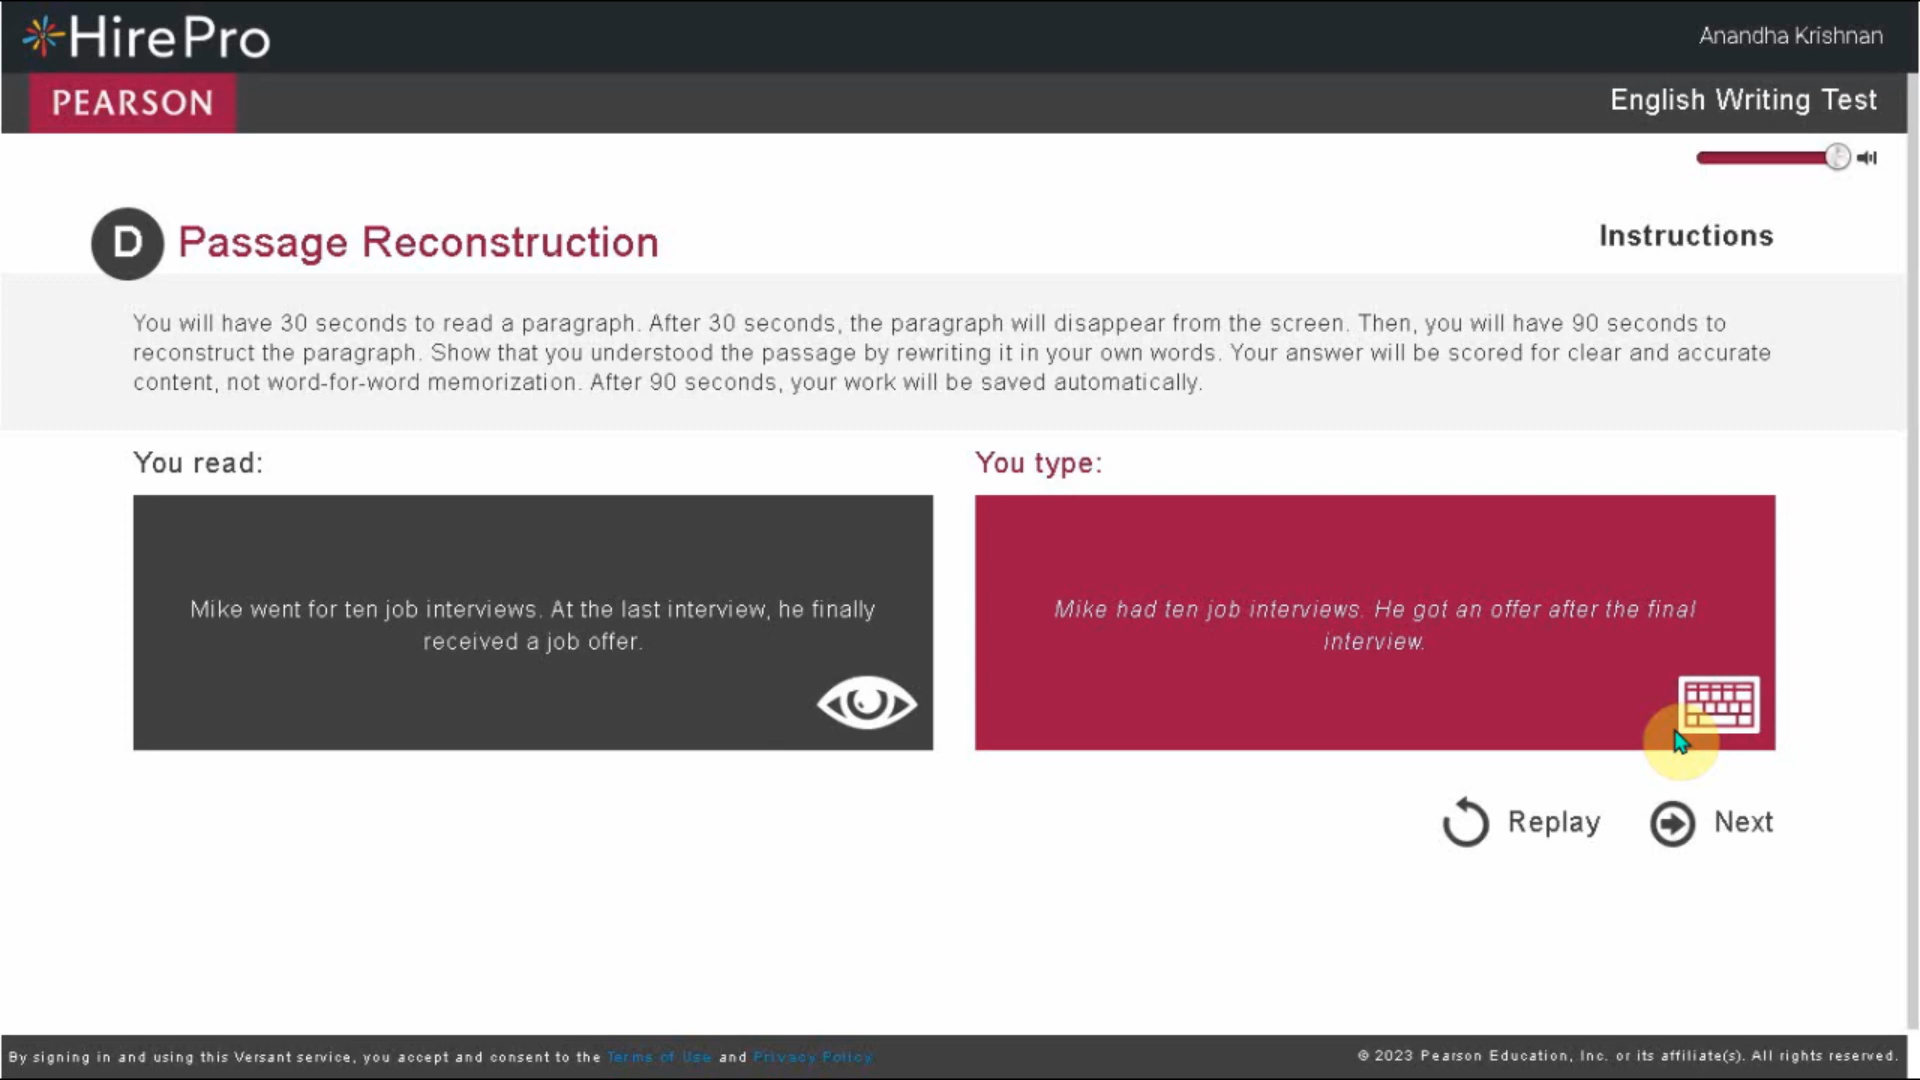 HirePro
Anandha Krishnan
PEARSON
English Writing Test
D Passage Reconstruction
Instructions
You will have 30 seconds to read a paragraph. After 30 seconds, the paragraph will disappear from the screen. Then, you will have 90 seconds to
reconstruct the paragraph. Show that you understood the passage by rewriting it in your own words. Your answer will be scored for clear and accurate
content, not word-for-word memorization. After 90 seconds, your work will be saved automatically.
You read:
Mike went for ten job interviews. At the last interview, he finally
received a job offer.
You type:
Mike had ten job interviews. He got an offer after the final
interview.
Replay
Next
By signing in and using this Versant service, you accept and consent to the Terms of Use and Privacy Policy
© 2023 Pearson Education, Inc. or its affiliate(s). All rights reserved.